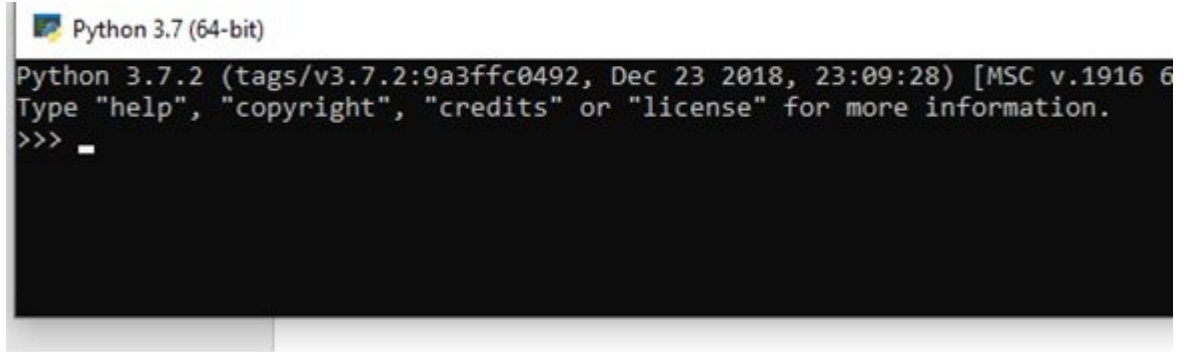 Python 3.7 (64-bit)
Python 3.7.2 (tags/v3.7.2:9a3ffc0492, Dec 23 2018, 23:09:28) [MSC v.1916 6
Type "help", "copyright", "credits" or "license" for more information.
>>>